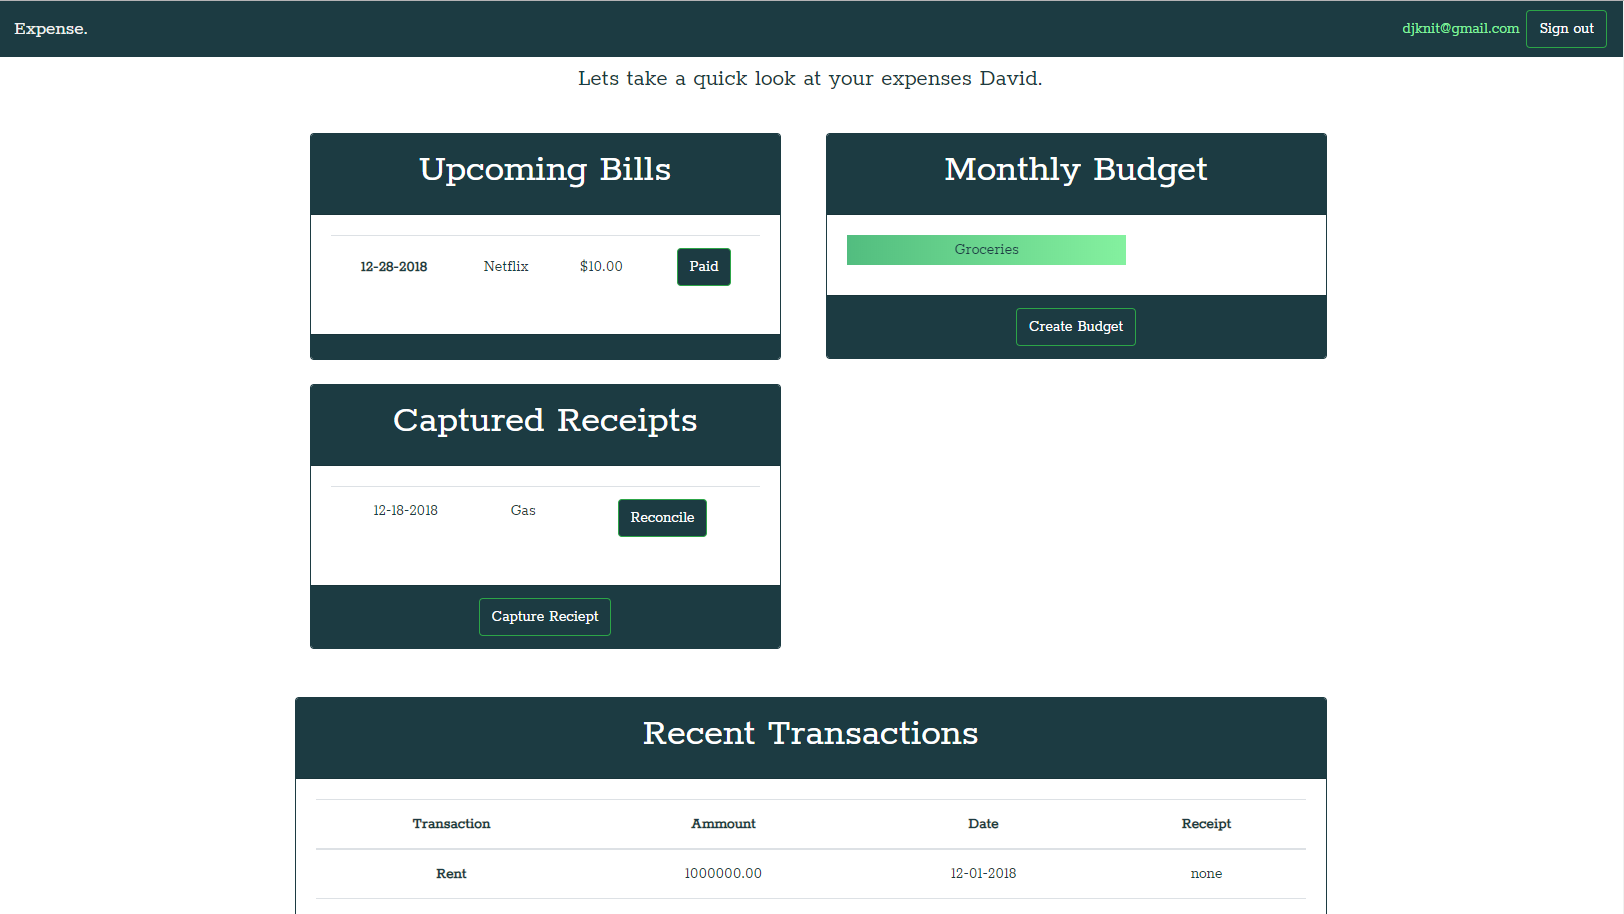 Expense.
djknit@gmail.com Sign out
Lets take a quick look at your expenses David.
Upcoming Bills
12-28-2018 Netflix $10.00 Paid
Monthly Budget
Groceries
Create Budget
Captured Receipts
12-18-2018 Gas Reconcile
Capture Reciept
Recent Transactions
Transaction Ammount Date Receipt
Rent 1000000.00 12-01-2018 none